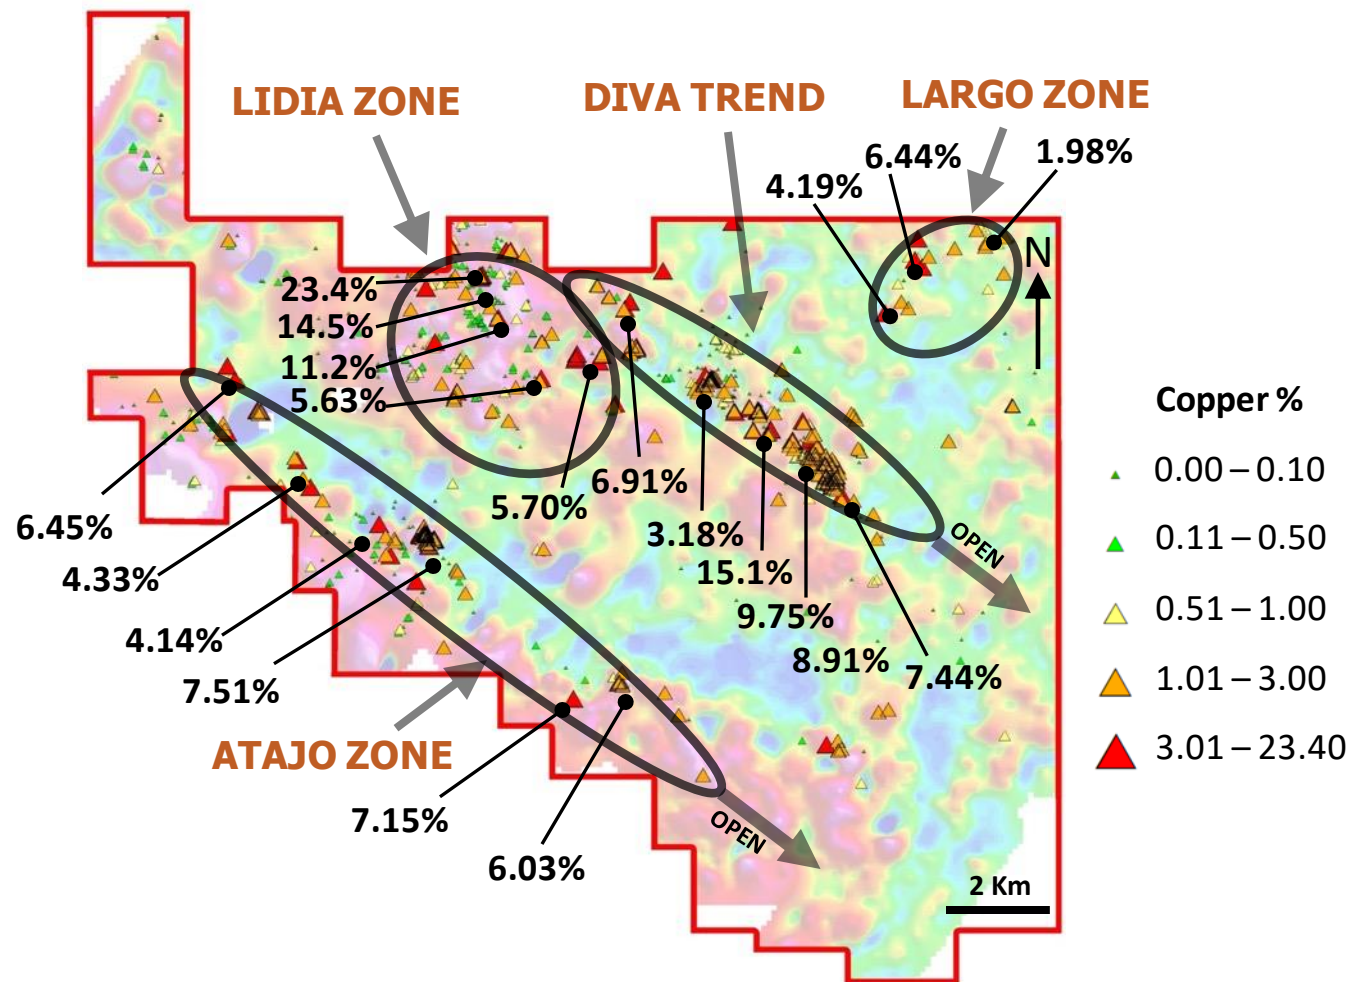 LIDIA ZONE
DIVA TREND
LARGO ZONE
6.44%
1.98%
4.19%
N
23.4%
14.5%
11.2%
5.63%
6.45%
4.33%
4.14%
7.51%
5.70%
6.91%
3.18%
15.1%
9.75%
8.91%
7.44%
OPEN
ATAJO ZONE
7.15%
6.03%
OPEN
2 Km
Copper %
0.00 – 0.10
0.11 – 0.50
0.51 – 1.00
1.01 – 3.00
3.01 – 23.40